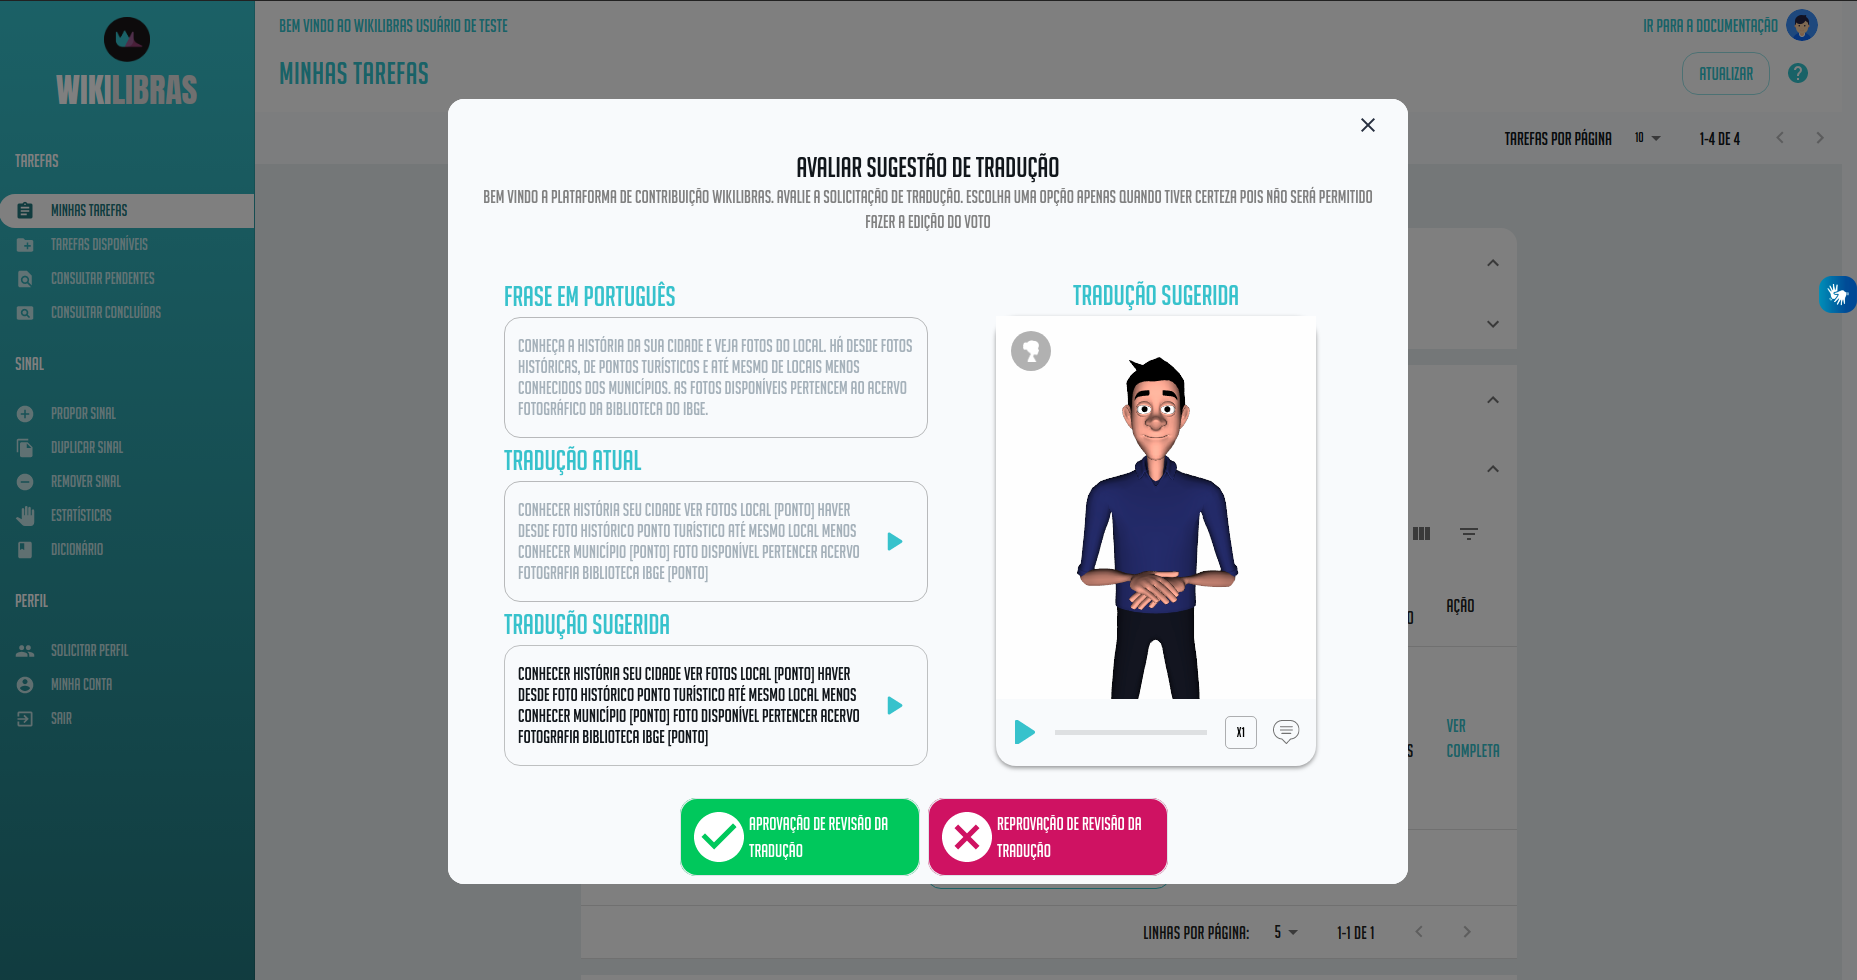 WIKILIBRAS
TAREFAS
MINHAS TAREFAS
TAREFAS DISPONÍVEIS
CONSULTAR PENDENTES
CONSULTAR CONCLUÍDAS
SINAL
PROPOR SINAL
DUPLICAR SINAL
REMOVER SINAL
ESTATÍSTICAS
DICIONÁRIO
PERFIL
SOLICITAR PERFIL
MINHA CONTA
SAIR
BEM VINDO AO WIKILIBRAS USUÁRIO DE TESTE
IR PARA A DOCUMENTAÇÃO
MINHAS TAREFAS
ATUALIZAR
?
TAREFAS POR PÁGINA 10 1-4 DE 4
AVALIAR SUGESTÃO DE TRADUÇÃO
BEM VINDO A PLATAFORMA DE CONTRIBUIÇÃO WIKILIBRAS. AVALIE A SOLICITAÇÃO DE TRADUÇÃO. ESCOLHA UMA OPÇÃO APENAS QUANDO TIVER CERTEZA POIS NÃO SERÁ PERMITIDO
FAZER A EDIÇÃO DO VOTO
FRASE EM PORTUGUÊS
CONHEÇA A HISTÓRIA DA SUA CIDADE E VEJA FOTOS DO LOCAL. HÁ DESDE FOTOS
HISTÓRICAS, DE PONTOS TURÍSTICOS E ATÉ MESMO DE LOCAIS MENOS
CONHECIDOS DOS MUNICÍPIOS. AS FOTOS DISPONÍVEIS PERTENCEM AO ACERVO
FOTOGRÁFICO DA BIBLIOTECA DO IBGE.
TRADUÇÃO ATUAL
CONHECER HISTÓRIA SEU CIDADE VER FOTOS LOCAL [PONTO] HAVER
DESDE FOTO HISTÓRICO PONTO TURÍSTICO ATÉ MESMO LOCAL MENOS
CONHECER MUNICÍPIO [PONTO] FOTO DISPONÍVEL PERTENCER ACERVO
FOTOGRAFIA BIBLIOTECA IBGE [PONTO]
TRADUÇÃO SUGERIDA
CONHECER HISTÓRIA SEU CIDADE VER FOTOS LOCAL [PONTO] HAVER
DESDE FOTO HISTÓRICO PONTO TURÍSTICO ATÉ MESMO LOCAL MENOS
CONHECER MUNICÍPIO [PONTO] FOTO DISPONÍVEL PERTENCER ACERVO
FOTOGRAFIA BIBLIOTECA IBGE [PONTO]
TRADUÇÃO SUGERIDA
X1
APROVAÇÃO DE REVISÃO DA
TRADUÇÃO
REPROVAÇÃO DE REVISÃO DA
TRADUÇÃO
AÇÃO
O
VER
S COMPLETA
LINHAS POR PÁGINA: 5 1-1 DE 1